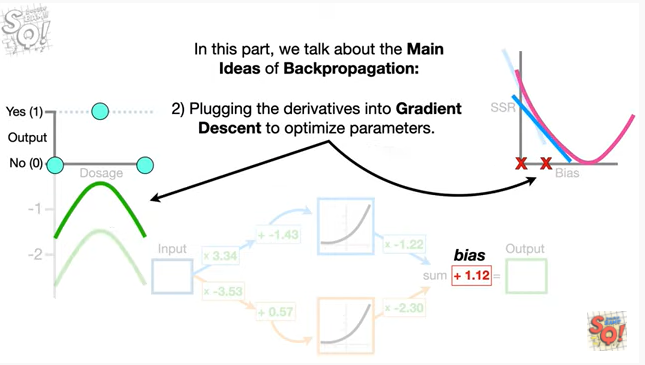 In this part, we talk about the Main
Ideas of Backpropagation:
2) Plugging the derivatives into Gradient
Descent to optimize parameters.
Yes (1)
Output
No (0)
Dosage
-1
-2
SSR
Bias
Input
x 3.34
+ -1.43
x -1.22
x -3.53
+ 0.57
x -2.30
sum
bias
+ 1.12
=
Output
SQ!